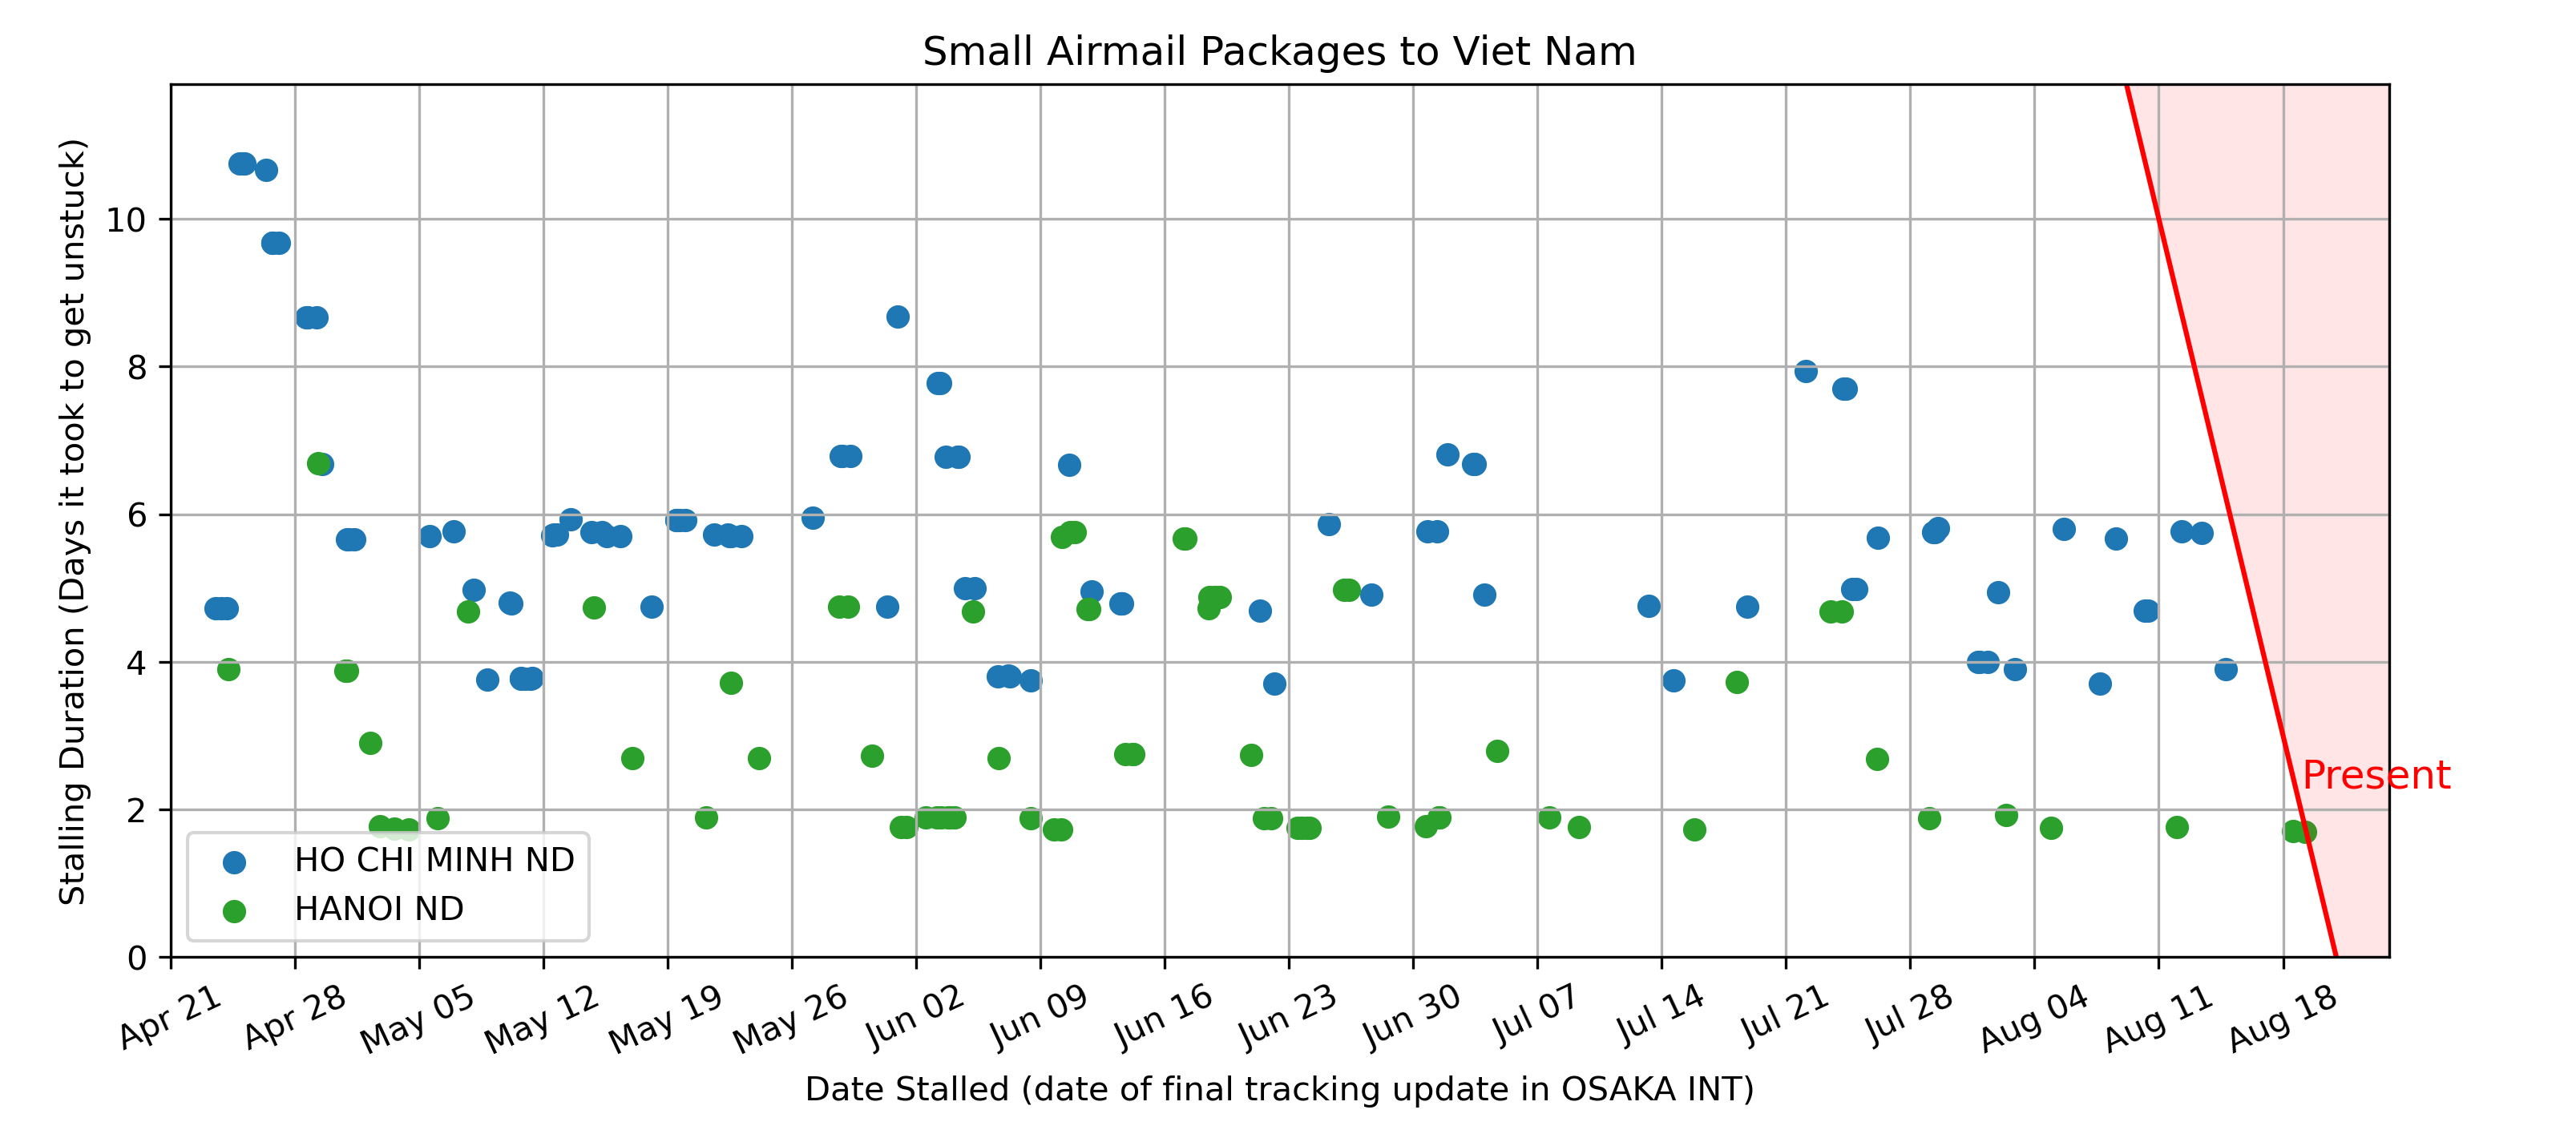 Small Airmail Packages to Viet Nam
Stalling Duration (Days it took to get unstuck)
10
8
6
4
2
0
Present
HO CHI MINH ND
HANOI ND
Apr 21
Apr 28
May 05
May 12
May 19
May 26
Jun 02
Jun 09
Jun 16
Jun 23
Jun 30
Jul 07
Jul 14
Jul 21
Jul 28
Aug 04
Aug 11
Aug 18
Date Stalled (date of final tracking update in OSAKA INT)